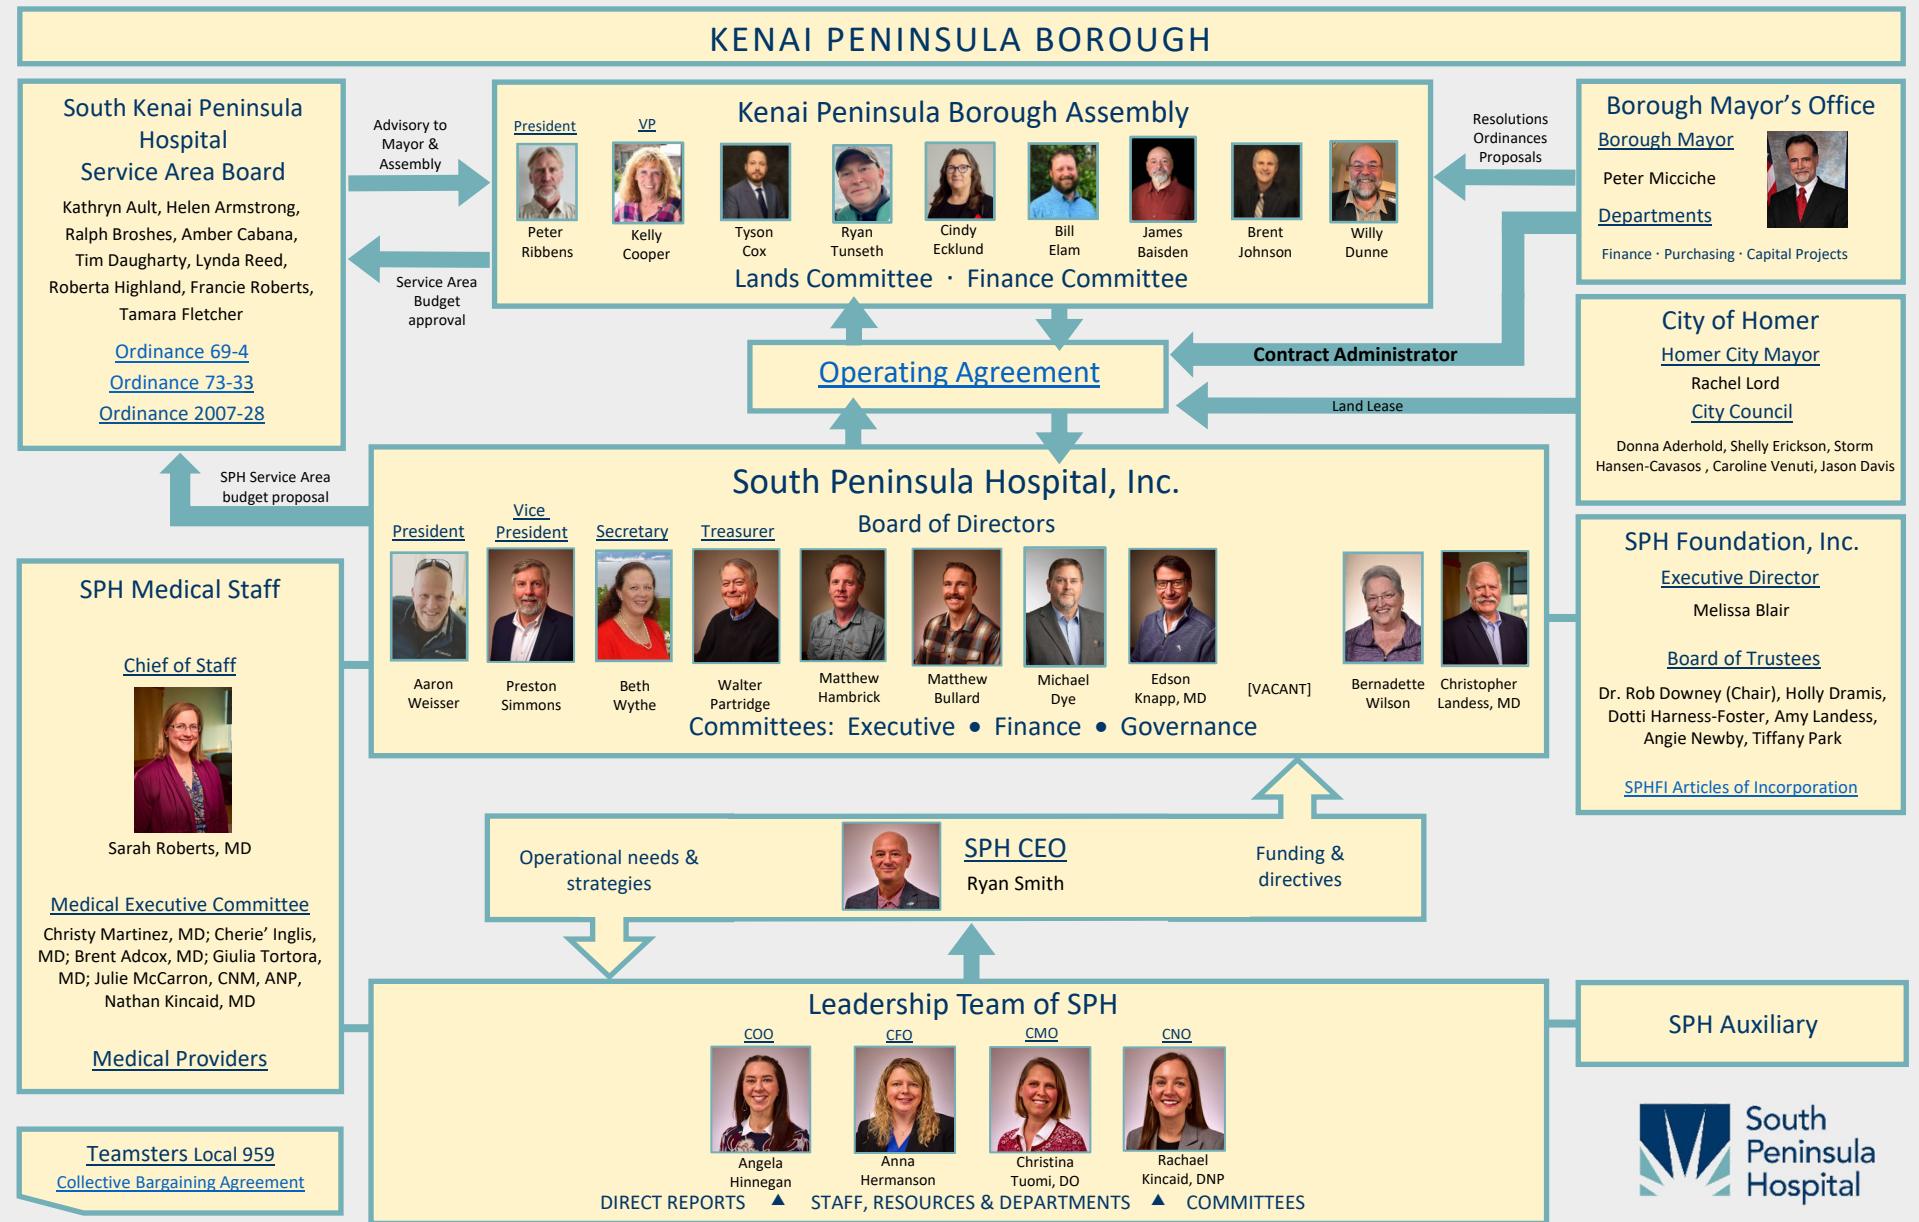 KENAI PENINSULA BOROUGH
South Kenai Peninsula
Hospital
Service Area Board
Kathryn Ault, Helen Armstrong,
Ralph Broshes, Amber Cabana,
Tim Daugharty, Lynda Reed,
Roberta Highland, Francie Roberts,
Tamara Fletcher
Ordinance 69-4
Ordinance 73-33
Ordinance 2007-28
Advisory to
Mayor &
Assembly
Service Area
Budget
approval
Kenai Peninsula Borough Assembly
President
VP
Peter
Ribbens
Kelly
Cooper
Tyson
Cox
Ryan
Tunseth
Cindy
Ecklund
Bill
Elam
James
Baisden
Brent
Johnson
Willy
Dunne
Lands Committee · Finance Committee
Resolutions
Ordinances
Proposals
Borough Mayor's Office
Borough Mayor
Peter Micciche
Departments
Finance · Purchasing · Capital Projects
Operating Agreement
Contract Administrator
Land Lease
City of Homer
Homer City Mayor
Rachel Lord
City Council
Donna Aderhold, Shelly Erickson, Storm
Hansen-Cavasos , Caroline Venuti, Jason Davis
SPH Service Area
budget proposal
South Peninsula Hospital, Inc.
Board of Directors
President
Vice
President
Secretary
Treasurer
Aaron
Weisser
Preston
Simmons
Beth
Wythe
Walter
Partridge
Matthew
Hambrick
Matthew
Bullard
Michael
Dye
Edson
Knapp, MD
[VACANT]
Bernadette
Wilson
Christopher
Landess, MD
Committees: Executive ● Finance ● Governance
SPH Foundation, Inc.
Executive Director
Melissa Blair
Board of Trustees
Dr. Rob Downey (Chair), Holly Dramis,
Dotti Harness-Foster, Amy Landess,
Angie Newby, Tiffany Park
SPHFI Articles of Incorporation
SPH Medical Staff
Chief of Staff
Sarah Roberts, MD
Medical Executive Committee
Christy Martinez, MD; Cherie' Inglis,
MD; Brent Adcox, MD; Giulia Tortora,
MD; Julie McCarron, CNM, ANP,
Nathan Kincaid, MD
Medical Providers
Operational needs &
strategies
SPH CEO
Ryan Smith
Funding &
directives
Leadership Team of SPH
COO
CFO
CMO
CNO
Angela
Hinnegan
Anna
Hermanson
Christina
Tuomi, DO
Rachael
Kincaid, DNP
DIRECT REPORTS ▲ STAFF, RESOURCES & DEPARTMENTS ▲ COMMITTEES
SPH Auxiliary
Teamsters Local 959
Collective Bargaining Agreement
South
Peninsula
Hospital